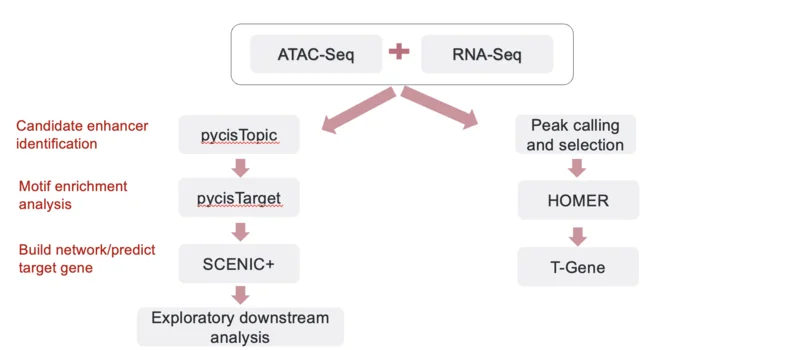 ATAC-Seq + RNA-Seq
Candidate enhancer
identification
pycisTopic
Peak calling
and selection
Motif enrichment
analysis
pycisTarget
HOMER
Build network/predict
target gene
SCENIC+
T-Gene
Exploratory downstream
analysis